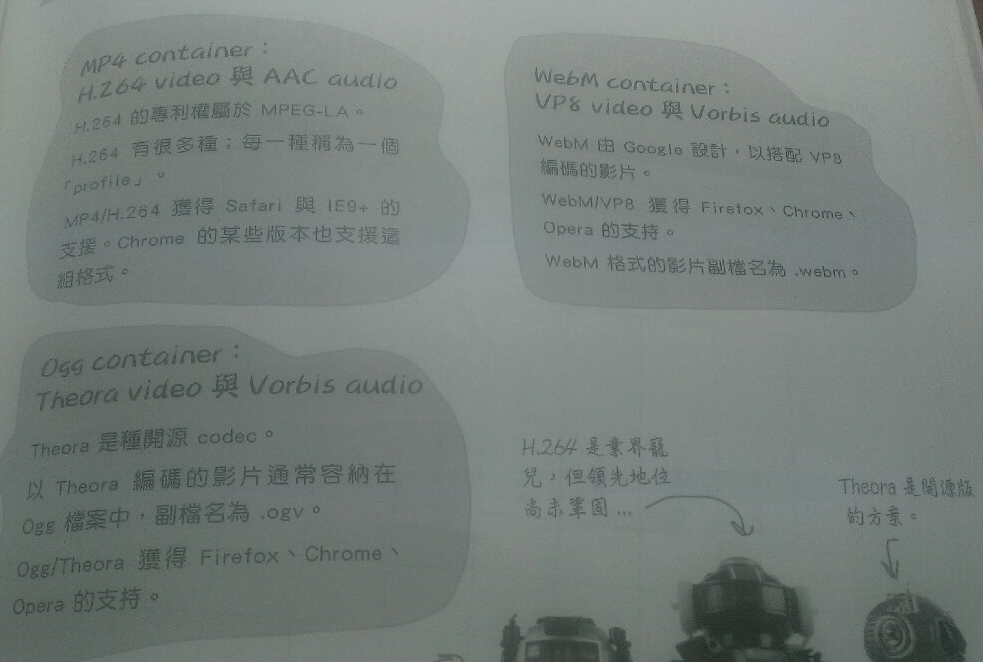 MP4 container：
H.264 video 與 AAC audio
H.264 的專利權屬於 MPEG-LA。
H.264 有很多種；每一種稱為一個
「profile」。
MP4/H.264 獲得 Safari 與 IE9+ 的
支援。Chrome 的某些版本也支援這
組格式。
WebM container：
VP8 video 與 Vorbis audio
WebM 由 Google 設計，以搭配 VP8
編碼的影片。
WebM/VP8 獲得 Firefox、Chrome、
Opera 的支持。
WebM 格式的影片副檔名為 .webm。
Ogg container：
Theora video 與 Vorbis audio
Theora 是種開源 codec。
以 Theora 編碼的影片通常容納在
Ogg 檔案中，副檔名為 .ogv。
Ogg/Theora 獲得 Firefox、Chrome、
Opera 的支持。
H.264 是業界寵
兒，但領先地位
尚未鞏固...
Theora 是開源版
的方案。